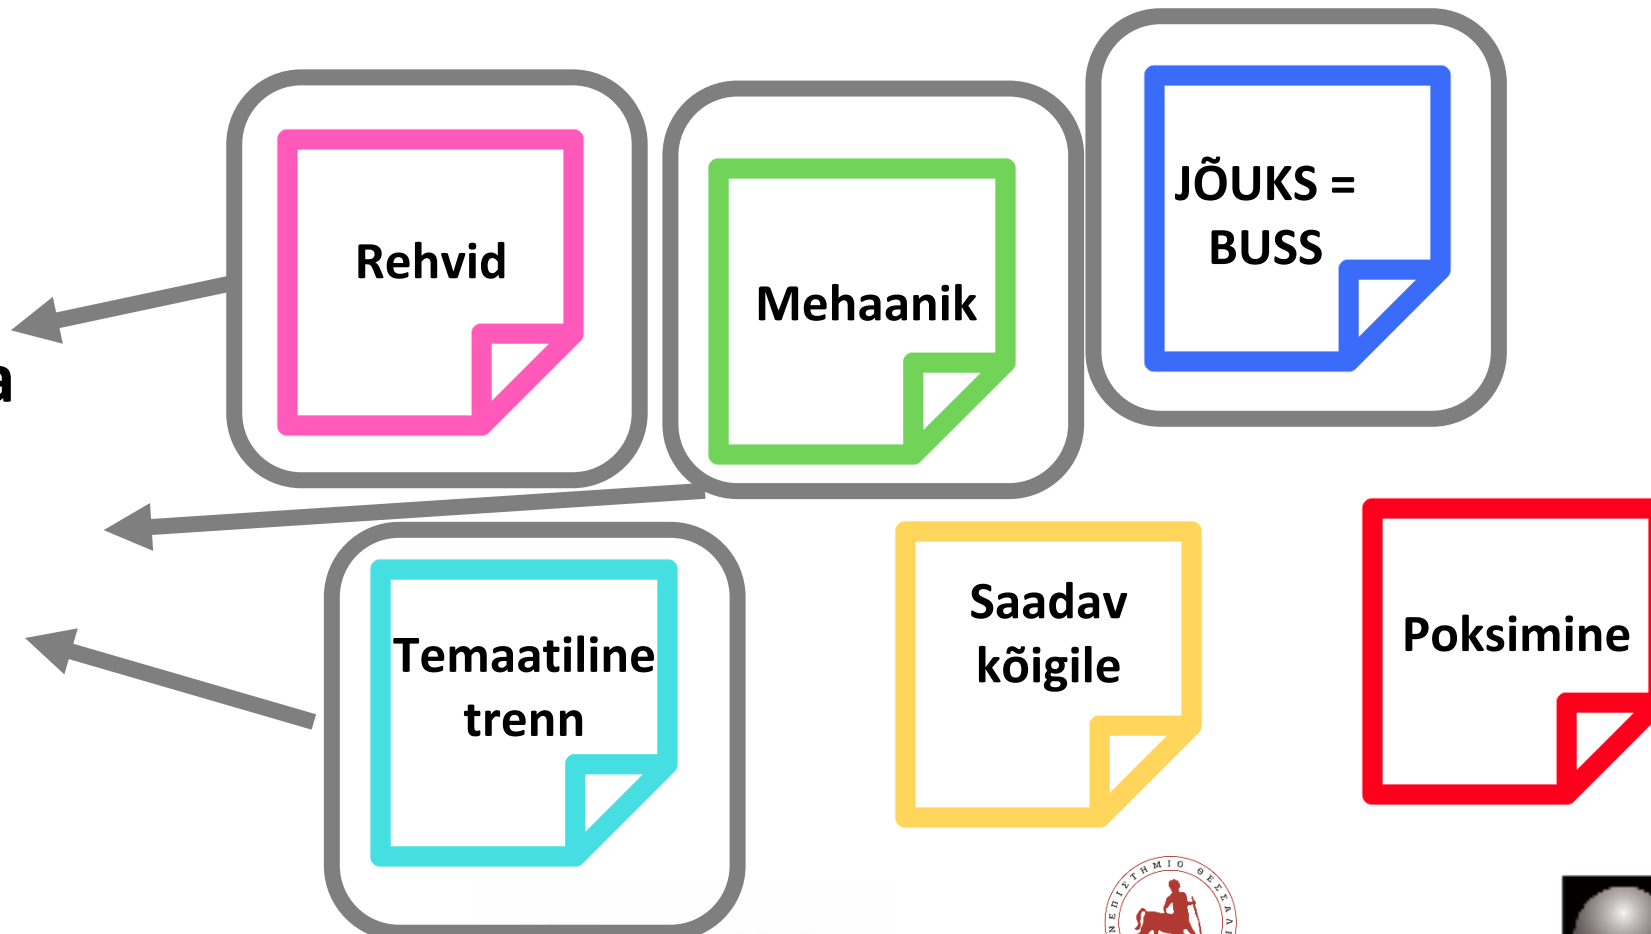 JÕUKS =
BUSS
Rehvid
Mehaanik
a
Saadav
kõigile
Poksimine
Temaatiline
trenn